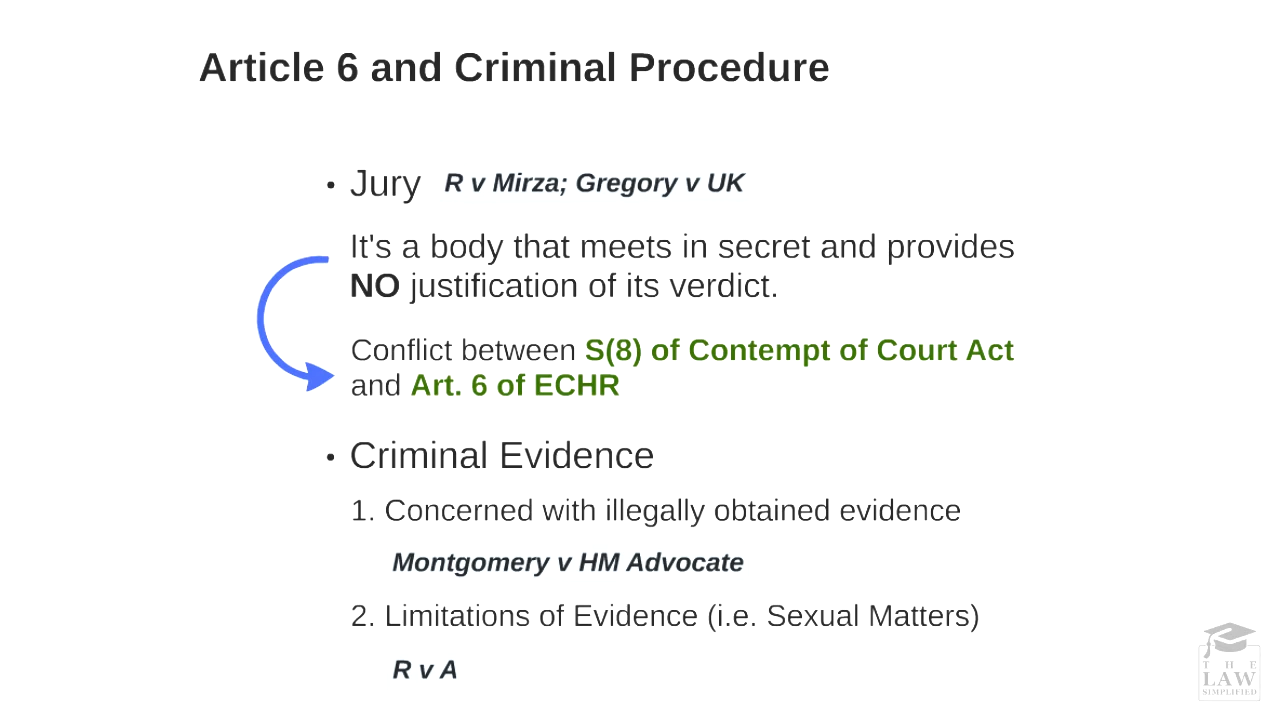 Article 6 and Criminal Procedure
• Jury R v Mirza; Gregory v UK
It's a body that meets in secret and provides
NO justification of its verdict.
Conflict between S(8) of Contempt of Court Act
and Art. 6 of ECHR
• Criminal Evidence
1. Concerned with illegally obtained evidence
Montgomery v HM Advocate
2. Limitations of Evidence (i.e. Sexual Matters)
R v A
THE
LAW
SIMPLIFIED